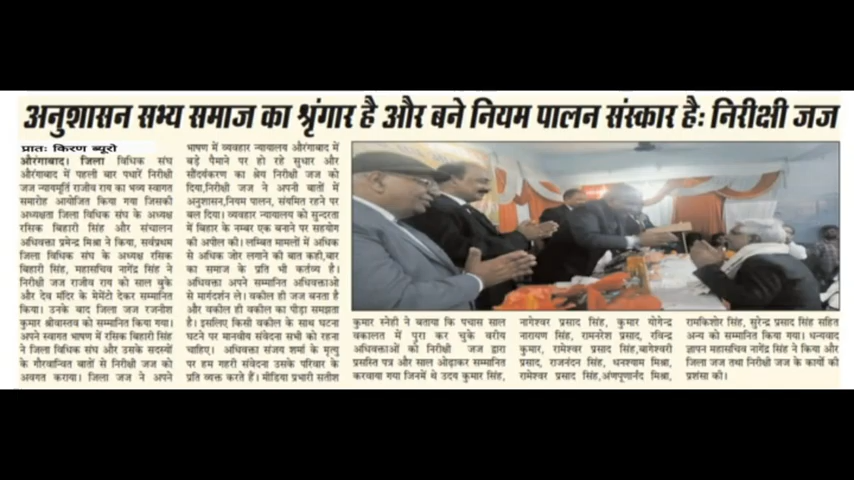 अनुशासन सभ्य समाज का श्रृंगार है और बने नियम पालन संस्कार हैः निरीक्षी जज
प्रातः किरण ब्यूरो
औरंगाबाद। जिला विधिक संघ
औरंगाबाद में पहली बार पधारें निरीक्षी
जज न्यायमूर्ति राजीव राय का भव्य स्वागत
समारोह आयोजित किया गया जिसकी
अध्यक्षता जिला विधिक संघ के अध्यक्ष
रसिक बिहारी सिंह और संचालन
अधिवक्ता प्रमेन्द्र मिश्रा ने किया, सर्वप्रथम
जिला विधिक संघ के अध्यक्ष रसिक
बिहारी सिंह, महासचिव नागेंद्र सिंह ने
निरीक्षी जज राजीव राय को साल बुके
और देव मंदिर के मेमेंटी देकर सम्मानित
किया। उनके बाद जिला जज रजनीश
कुमार श्रीवास्तव को सम्मानित किया गया।
अपने स्वागत भाषण में रसिक बिहारी सिंह
ने जिला विधिक संघ और उसके सदस्यों
के गौरवान्वित बातों से निरीक्षी जज को
अवगत कराया। जिला जज ने अपने
भाषण में व्यवहार न्यायालय औरंगाबाद में
बड़े पैमाने पर हो रहे सुधार और
सौंदर्यकरण का श्रेय निरीक्षी जज को
दिया,निरीक्षी जज ने अपनी बातों में
अनुशासन,नियम पालन, संयमित रहने पर
बल दिया। व्यवहार न्यायालय को सुन्दरता
में बिहार के नम्बर एक बनाने पर सहयोग
की अपील की। लम्बित मामलों में अधिक
से अधिक जोर लगाने की बात कही,बार
का समाज के प्रति भी कर्तव्य है।
अधिवक्ता अपने सम्मानित अधिवक्ताओ
से मार्गदर्शन ले। वकील ही जज बनता है
और वकील ही वकील का पीड़ा समझता
है। इसलिए किसी वकील के साथ घटना
घटने पर मानवीय संवेदना सभी को रहना
चाहिए। अधिवक्ता संजय शर्मा के मृत्यु
पर हम गहरी संवेदना उसके परिवार के
प्रति व्यक्त करते हैं। मीडिया प्रभारी सतीश
कुमार स्नेही ने बताया कि पचास साल
वकालत में पुरा कर चुके वरीय
अधिवक्ताओं को निरीक्षी जज द्वारा
प्रसस्ति पत्र और साल ओढ़ाकर सम्मानित
करवाया गया जिनमें थे उदय कुमार सिंह,
नागेश्वर प्रसाद सिंह, कुमार योगेन्द्र
नारायण सिंह, रामनरेश प्रसाद, रविन्द्र
कुमार, रामेश्वर प्रसाद सिंह,बागेश्वरी
प्रसाद, राजनंदन सिंह, धनश्याम मिश्रा,
रामेश्वर प्रसाद सिंह,अंणपूर्णानंद मिश्रा,
रामकिशोर सिंह, सुरेन्द्र प्रसाद सिंह सहित
अन्य को सम्मानित किया गया। धन्यवाद
ज्ञापन महासचिव नागेंद्र सिंह ने किया और
जिला जज तथा निरीक्षी जज के कार्यो की
प्रशंसा की।